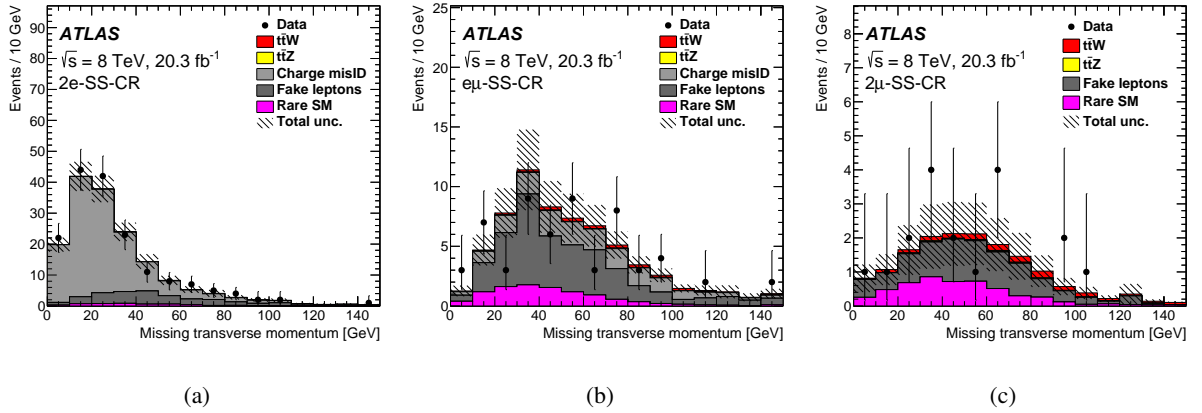 ATLAS
√s = 8 TeV, 20.3 fb⁻¹
2e-SS-CR
Data
tt̄W
tt̄Z
Charge misID
Fake leptons
Rare SM
Total unc.
Events / 10 GeV
90
80
70
60
50
40
30
20
10
0
0 20 40 60 80 100 120 140
Missing transverse momentum [GeV]
(a)
ATLAS
√s = 8 TeV, 20.3 fb⁻¹
eμ-SS-CR
Data
tt̄W
tt̄Z
Charge misID
Fake leptons
Rare SM
Total unc.
Events / 10 GeV
25
20
15
10
5
0
0 20 40 60 80 100 120 140
Missing transverse momentum [GeV]
(b)
ATLAS
√s = 8 TeV, 20.3 fb⁻¹
2μ-SS-CR
Data
tt̄W
tt̄Z
Fake leptons
Rare SM
Total unc.
Events / 10 GeV
8
7
6
5
4
3
2
1
0
0 20 40 60 80 100 120 140
Missing transverse momentum [GeV]
(c)